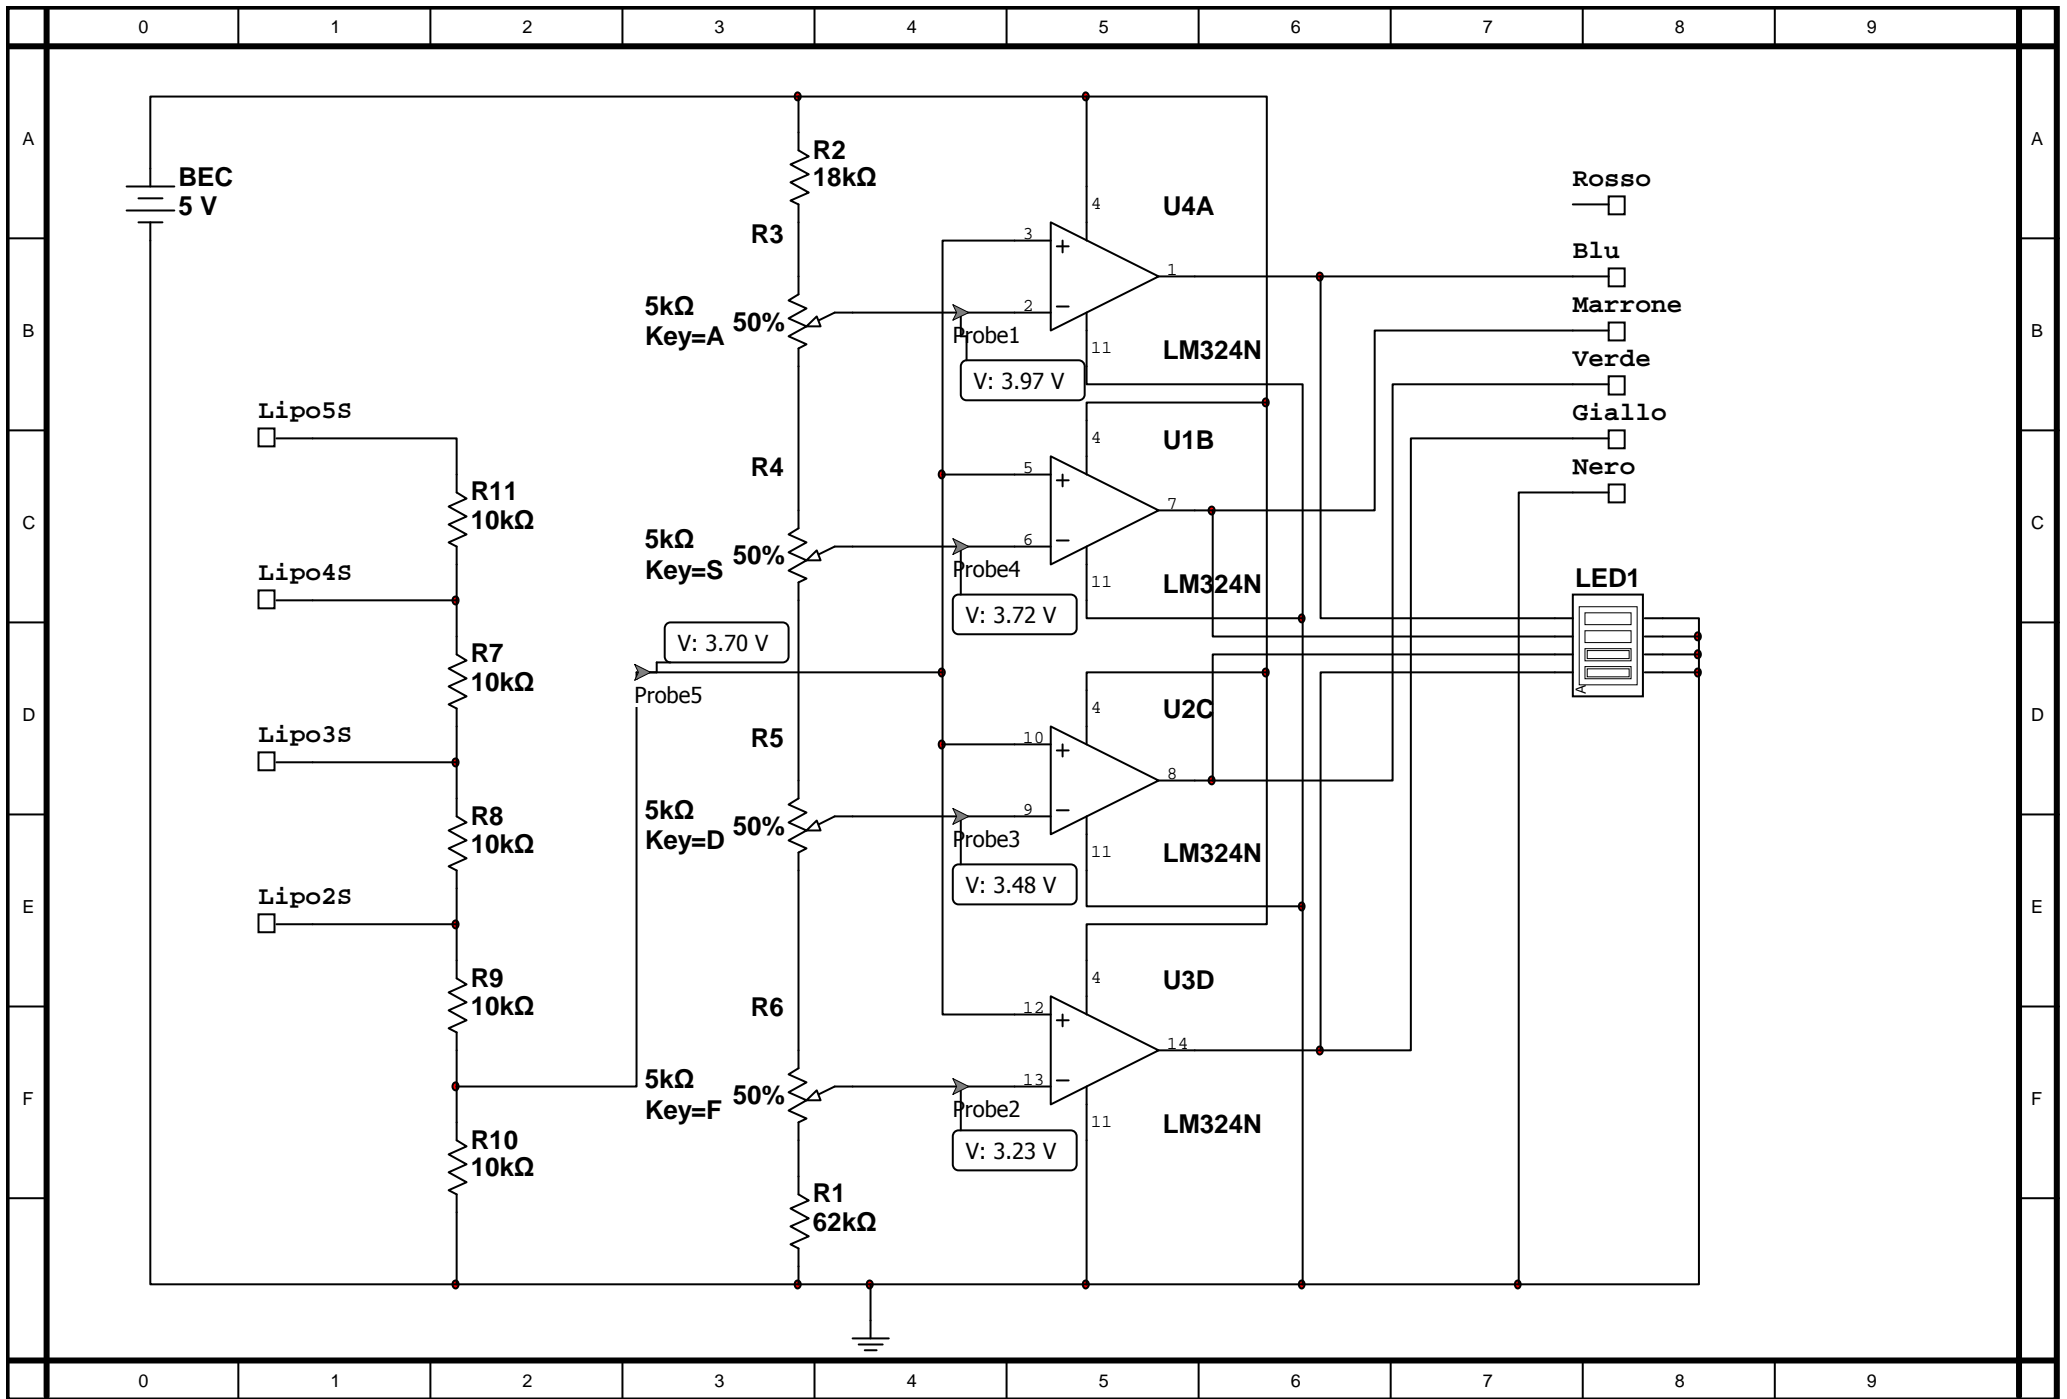 0 1 2 3 4 5 6 7 8 9
A A
B B
C C
D D
E E
F F
BEC
5 V
R2
18kΩ
R3
5kΩ
Key=A
50%
R4
5kΩ
Key=S
50%
R5
5kΩ
Key=D
50%
R6
5kΩ
Key=F
50%
R1
62kΩ
Lipo5S
R11
10kΩ
Lipo4S
R7
10kΩ
Lipo3S
R8
10kΩ
Lipo2S
R9
10kΩ
R10
10kΩ
V: 3.70 V
Probe5
U4A
4
3
2
1
11
LM324N
Probe1
V: 3.97 V
U1B
4
5
6
7
11
LM324N
Probe4
V: 3.72 V
U2C
4
10
9
8
11
LM324N
Probe3
V: 3.48 V
U3D
4
12
13
14
11
LM324N
Probe2
V: 3.23 V
Rosso
Blu
Marrone
Verde
Giallo
Nero
LED1
A
0 1 2 3 4 5 6 7 8 9